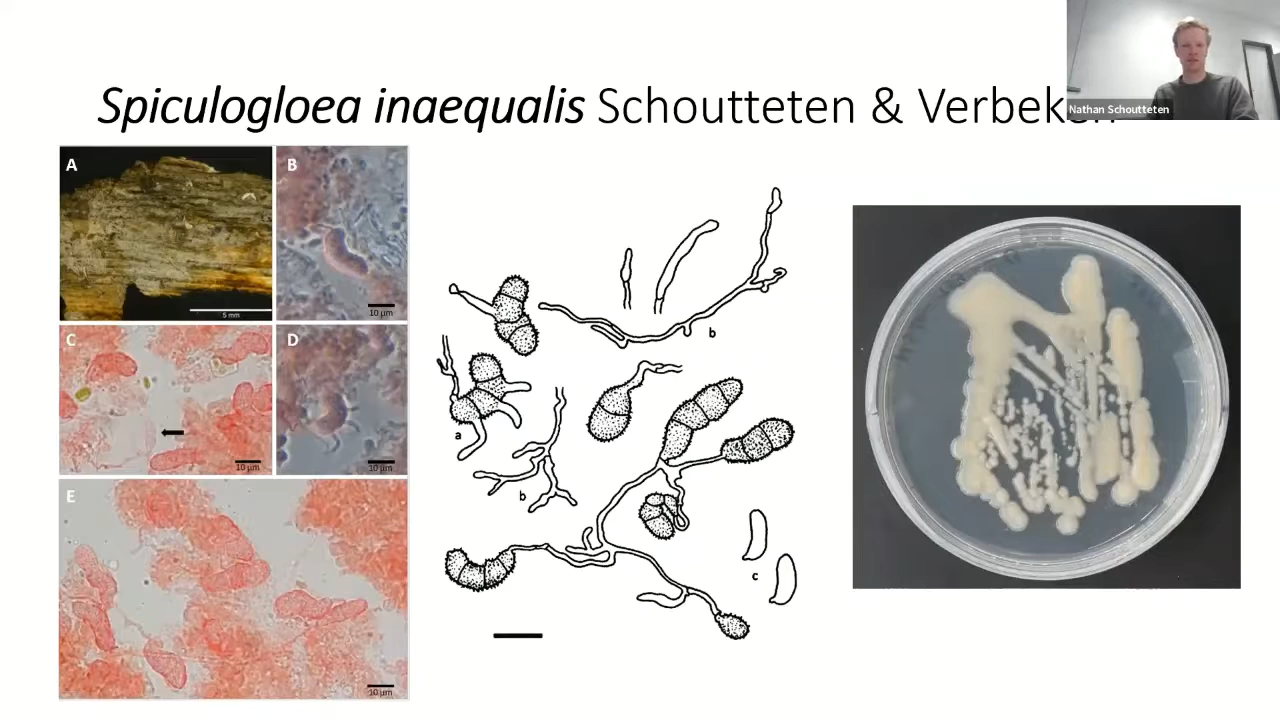 Spiculogloea inaequalis Schoutteten & Verbeken
Nathan Schoutteten
A
B
5 mm
10 µm
C
D
10 µm
10 µm
E
10 µm
b
a
b
c